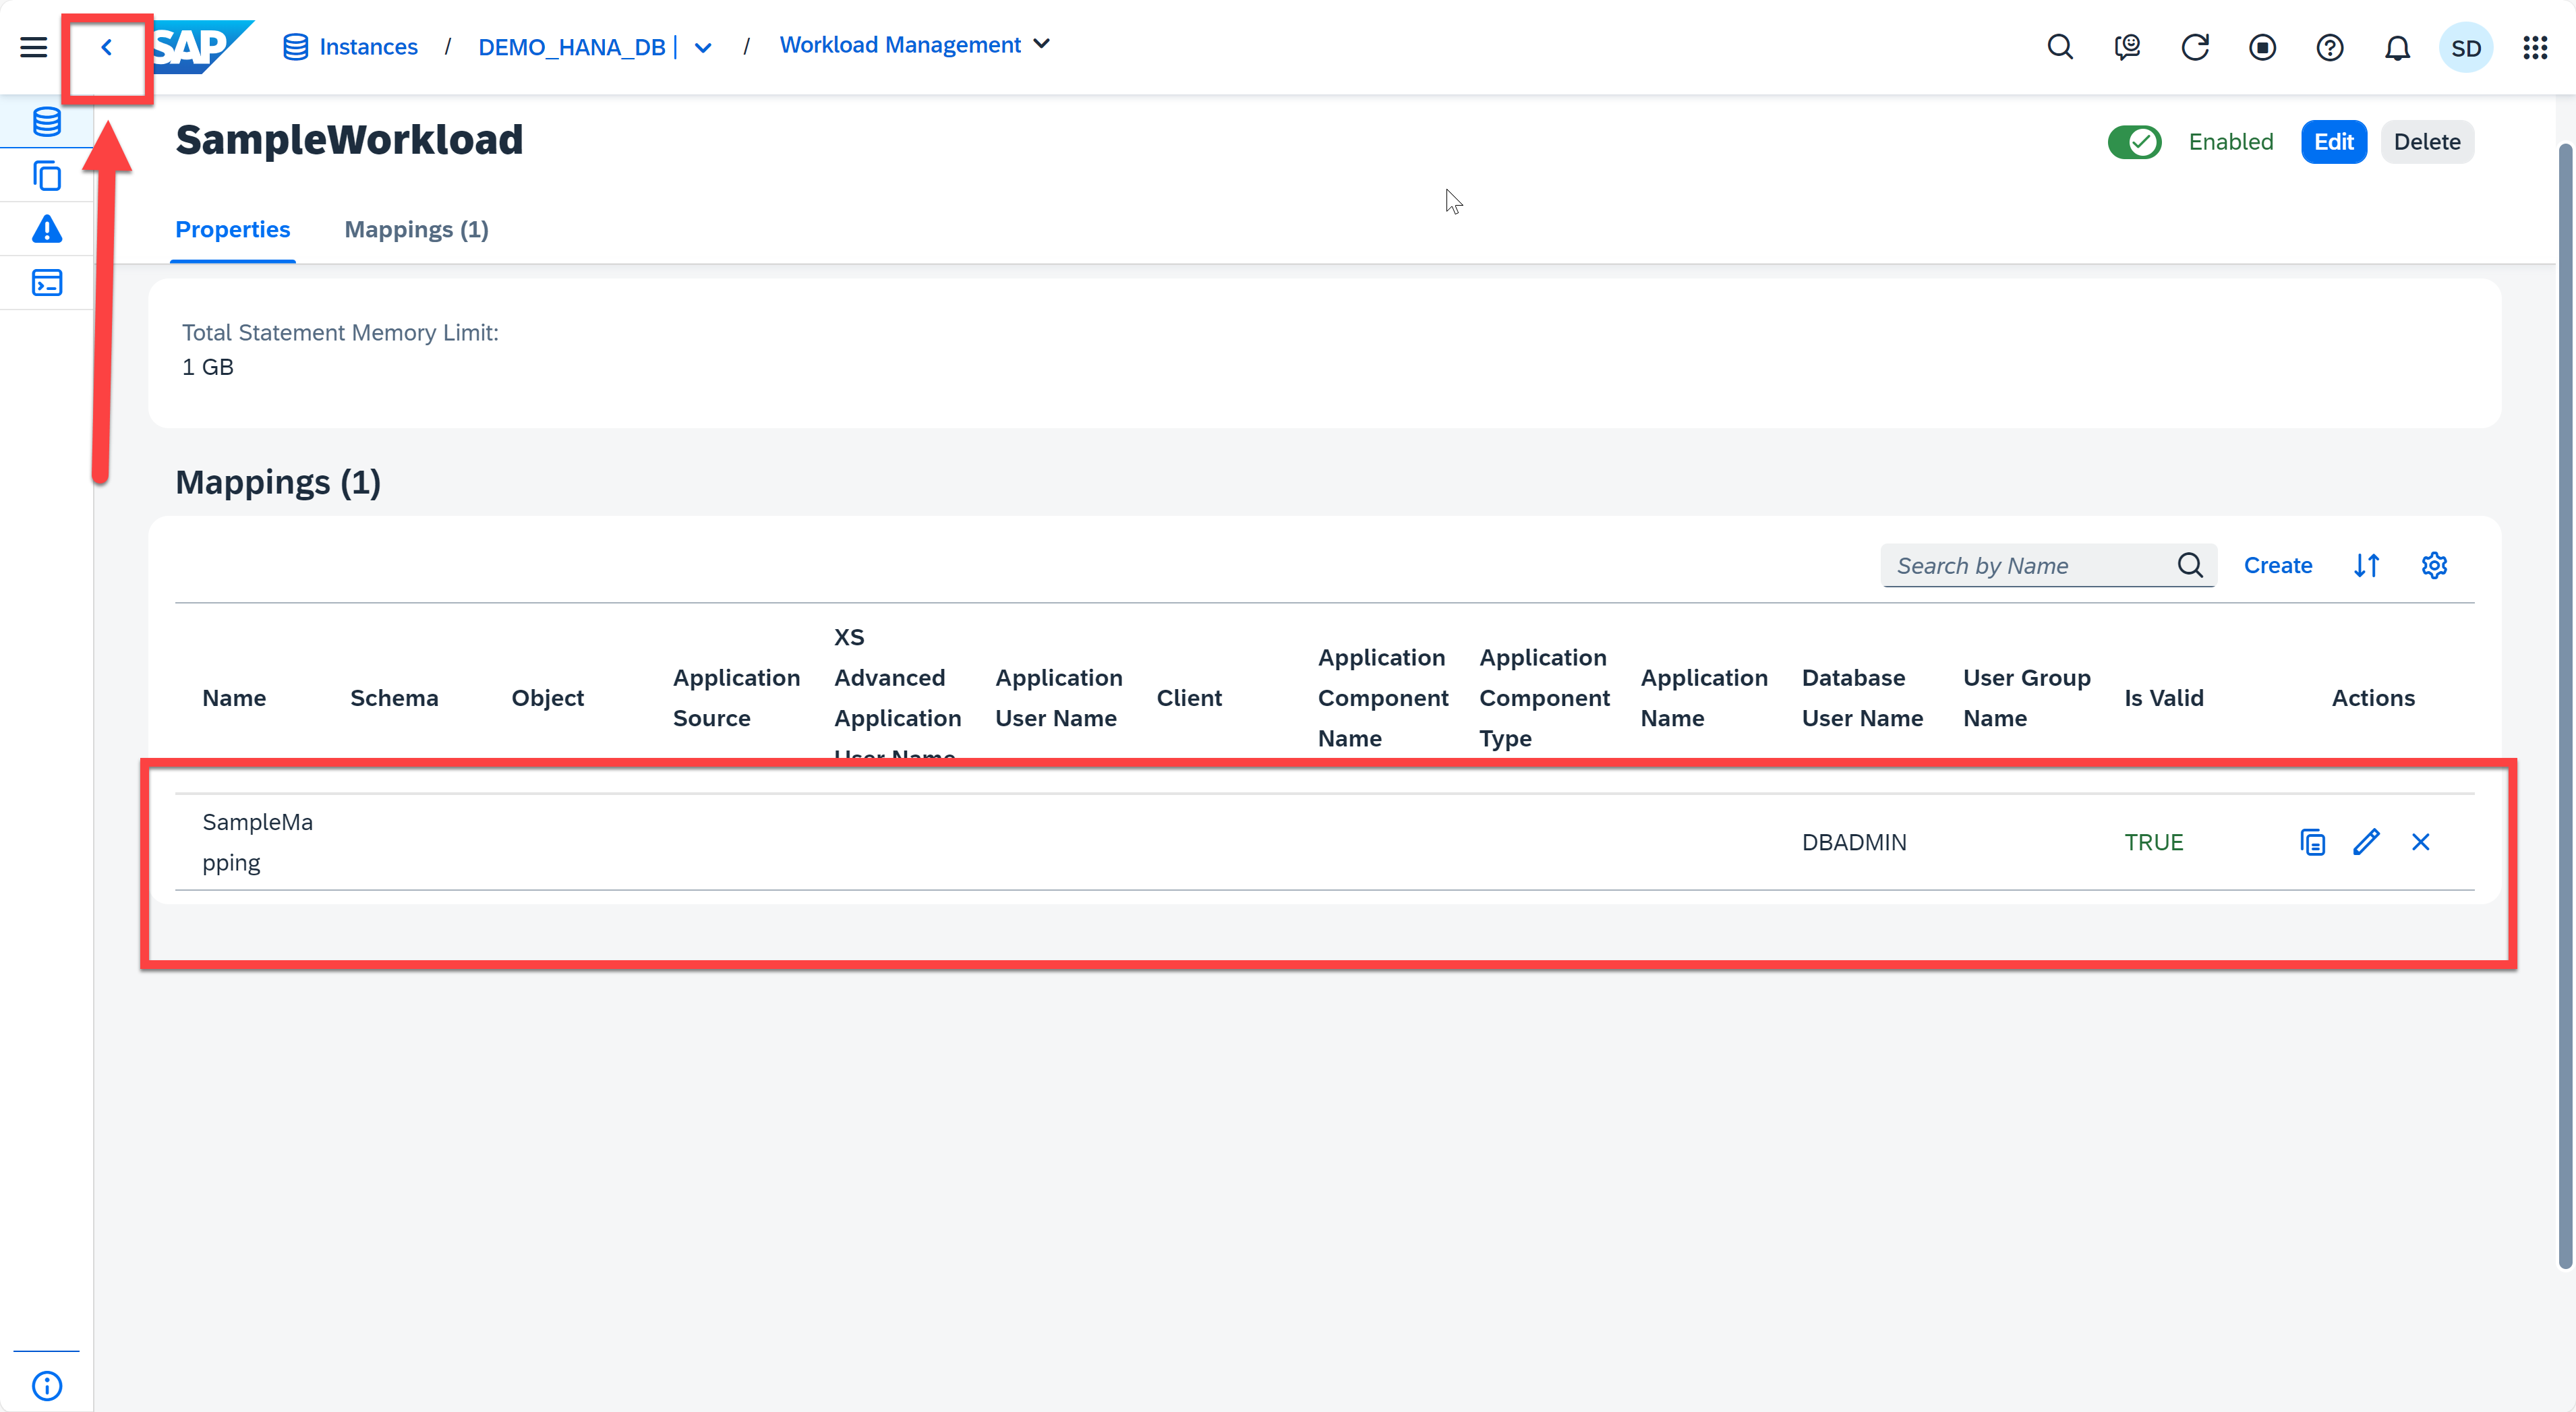 SAP Instances / DEMO_HANA_DB | / Workload Management SD
SampleWorkload
Enabled Edit Delete
Properties Mappings (1)
Total Statement Memory Limit:
1 GB
Mappings (1)
Search by Name Create
Name
Schema
Object
Application
Source
XS
Advanced
Application
User Name
Application
User Name
Client
Application
Component
Name
Application
Component
Type
Application
Name
Database
User Name
User Group
Name
Is Valid
Actions
SampleMa
pping
DBADMIN
TRUE